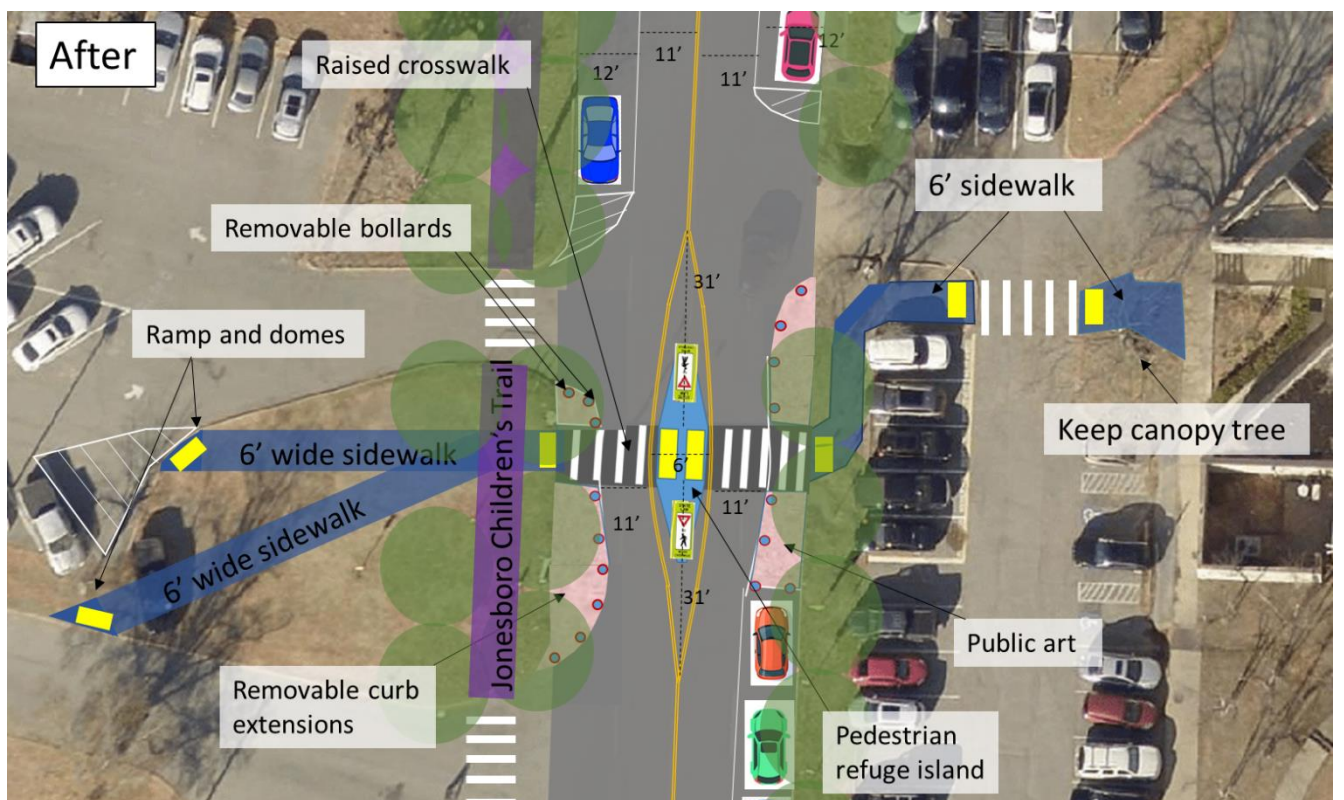 After
Raised crosswalk
12’
11’
11’
12’
Removable bollards
6’ sidewalk
31’
Ramp and domes
Keep canopy tree
6’ wide sidewalk
6’ wide sidewalk
Jonesboro Children’s Trail
6’
11’
11’
31’
Public art
Removable curb
extensions
Pedestrian
refuge island